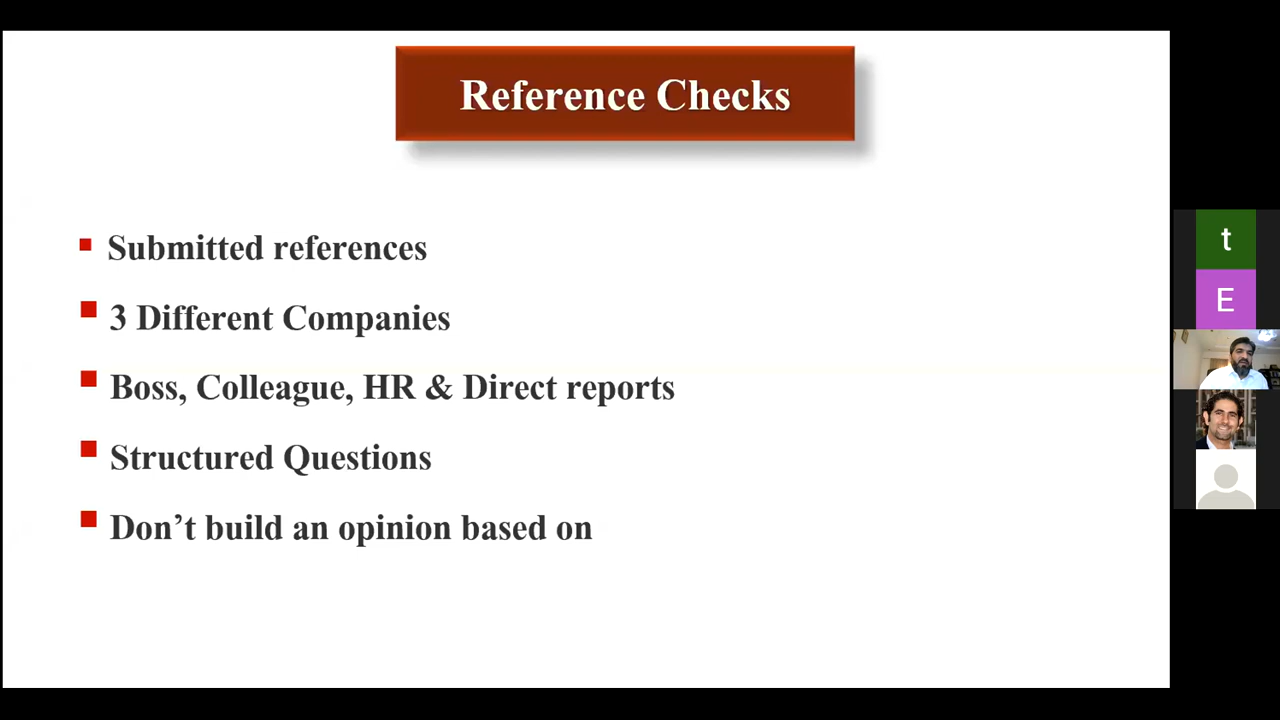 Reference Checks
Submitted references
3 Different Companies
Boss, Colleague, HR & Direct reports
Structured Questions
Don’t build an opinion based on
t
E